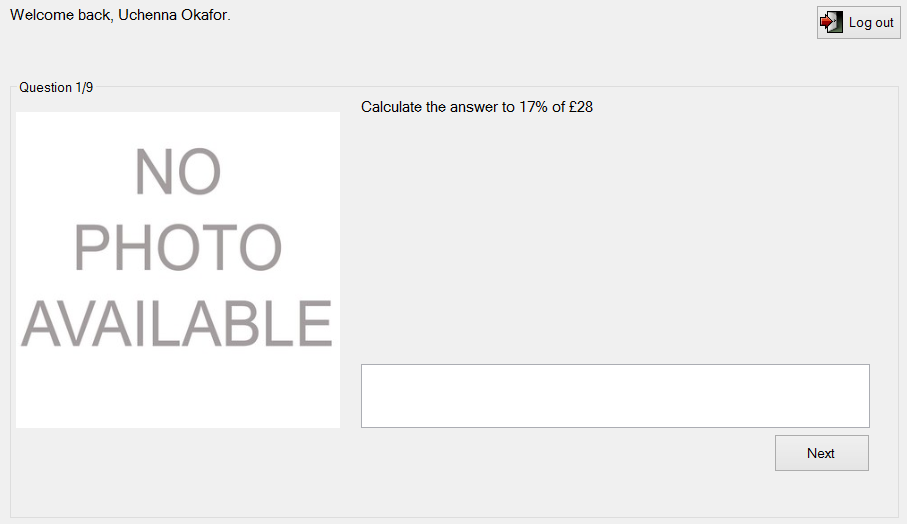 Welcome back, Uchenna Okafor.
Log out
Question 1/9
NO
PHOTO
AVAILABLE
Calculate the answer to 17% of £28
Next